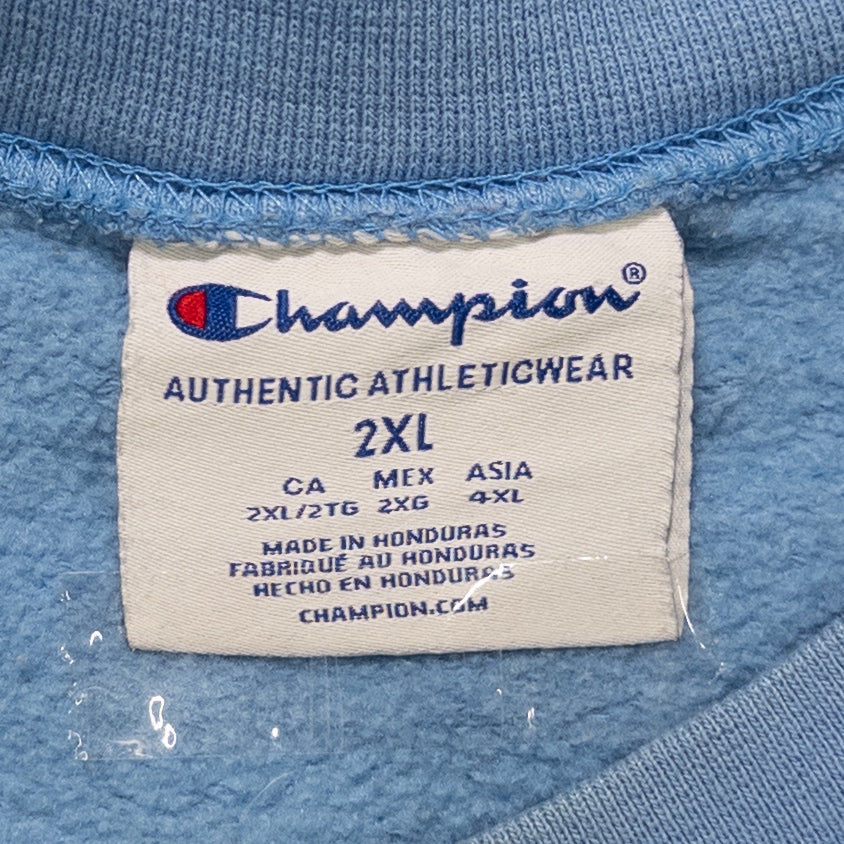 Champion®
AUTHENTIC ATHLETICWEAR
2XL
CA MEX ASIA
2XL/2TG 2XG 4XL
MADE IN HONDURAS
FABRIQUÉ AU HONDURAS
HECHO EN HONDURAS
CHAMPION.COM